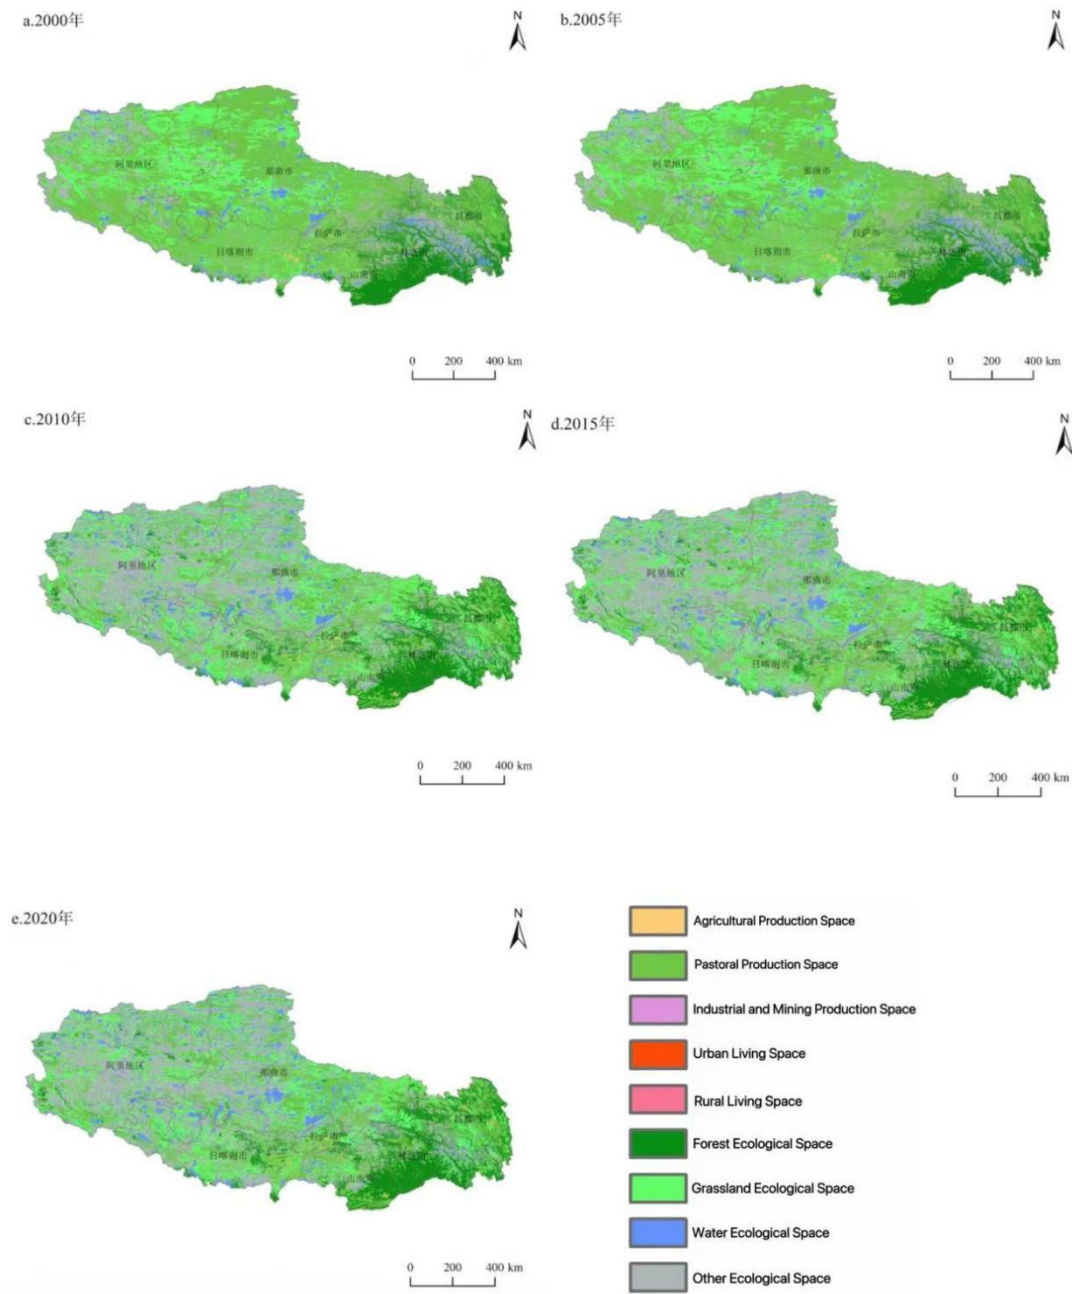 a.2000年
N
阿里地区
那曲市
昌都市
拉萨市
日喀则市
林芝市
山南市
0 200 400 km
b.2005年
N
阿里地区
那曲市
昌都市
拉萨市
日喀则市
林芝市
山南市
0 200 400 km
c.2010年
N
阿里地区
那曲市
昌都市
拉萨市
日喀则市
林芝市
山南
0 200 400 km
d.2015年
N
阿里地区
那曲市
昌都市
拉萨市
日喀则市
林芝市
山南
0 200 400 km
e.2020年
N
阿里地区
那曲市
昌都市
拉萨市
日喀则市
林芝市
山南
0 200 400 km
Agricultural Production Space
Pastoral Production Space
Industrial and Mining Production Space
Urban Living Space
Rural Living Space
Forest Ecological Space
Grassland Ecological Space
Water Ecological Space
Other Ecological Space